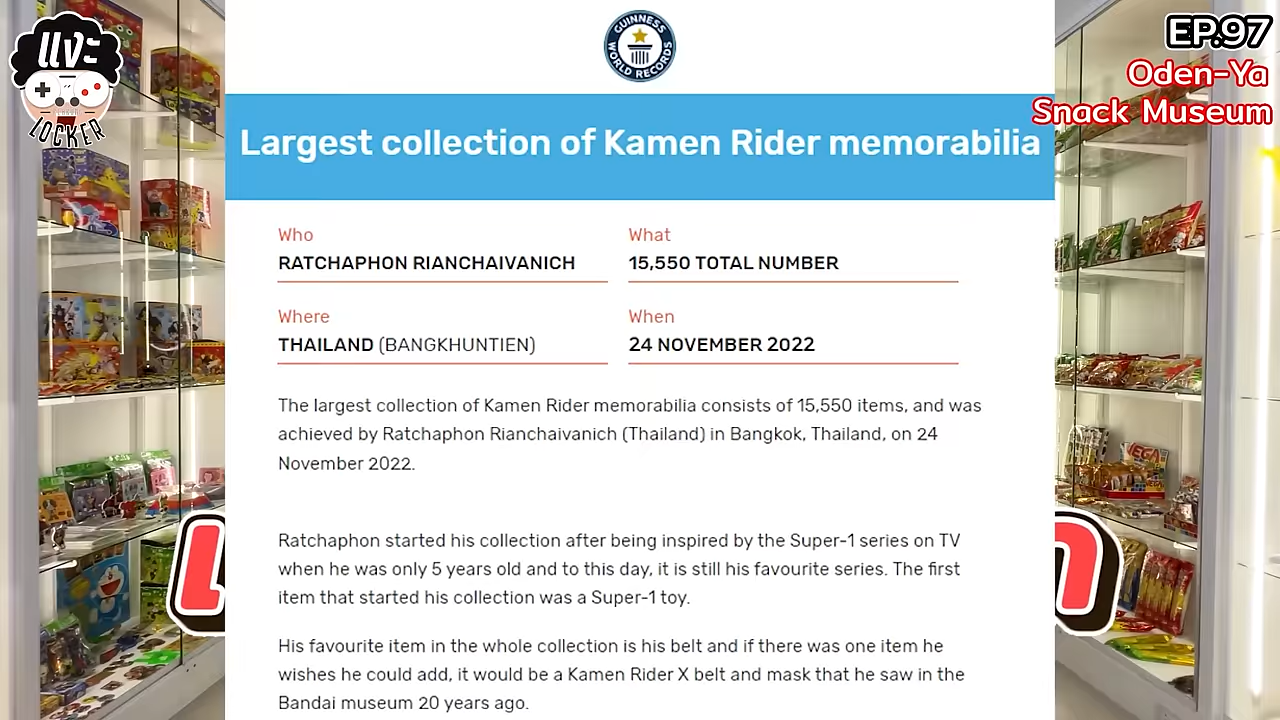 แงะ
LOCKER
EP.97
Oden-Ya
Snack Museum
GUINNESS
WORLD RECORDS
Largest collection of Kamen Rider memorabilia
Who
RATCHAPHON RIANCHAIVANICH
What
15,550 TOTAL NUMBER
Where
THAILAND (BANGKHUNTIEN)
When
24 NOVEMBER 2022
The largest collection of Kamen Rider memorabilia consists of 15,550 items, and was
achieved by Ratchaphon Rianchaivanich (Thailand) in Bangkok, Thailand, on 24
November 2022.
Ratchaphon started his collection after being inspired by the Super-1 series on TV
when he was only 5 years old and to this day, it is still his favourite series. The first
item that started his collection was a Super-1 toy.
His favourite item in the whole collection is his belt and if there was one item he
wishes he could add, it would be a Kamen Rider X belt and mask that he saw in the
Bandai museum 20 years ago.